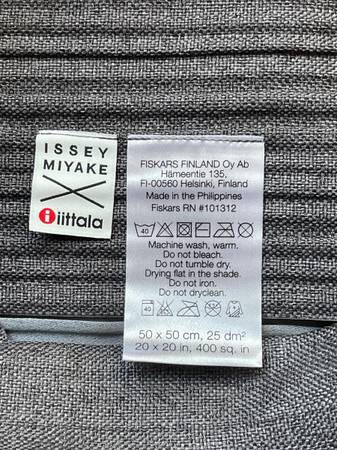 ISSEY
MIYAKE
iittala
FISKARS FINLAND Oy Ab
Hämeentie 135,
FI-00560 Helsinki, Finland
Made in the Philippines
Fiskars RN #101312
40
Machine wash, warm.
Do not bleach.
Do not tumble dry.
Drying flat in the shade.
Do not iron.
Do not dryclean.
40
50 x 50 cm, 25 dm²
20 x 20 in, 400 sq. in